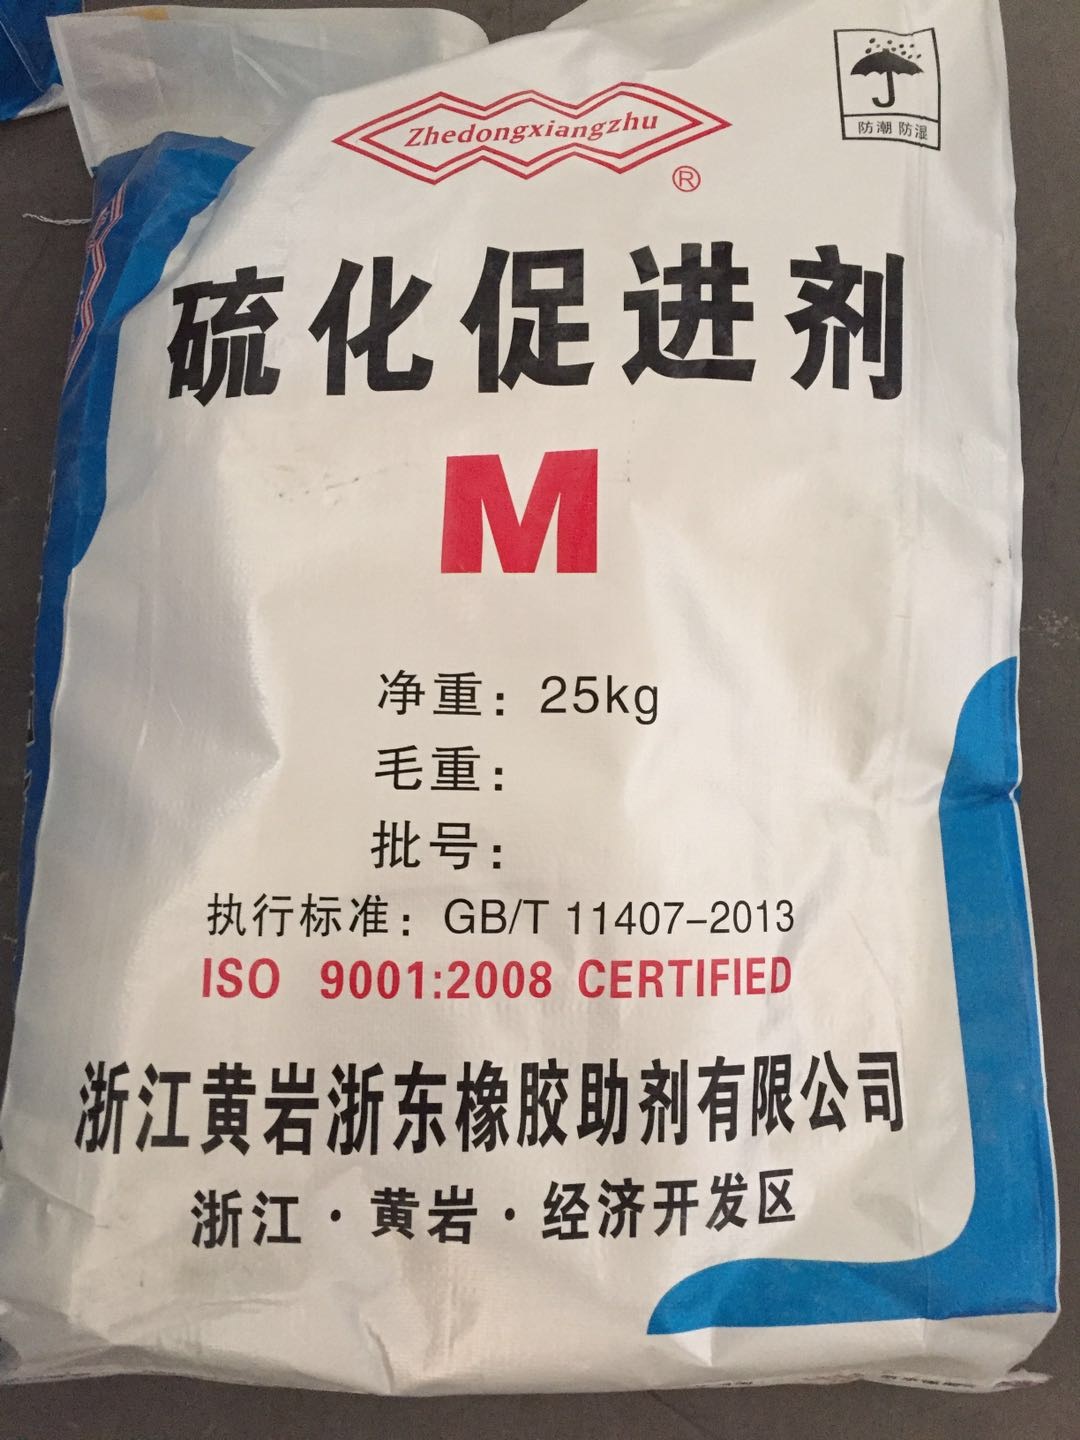 Zhedongxiangzhu
®
防潮 防湿
硫化促进剂
M
净重：25kg
毛重：
批号：
执行标准：GB/T 11407-2013
ISO 9001:2008 CERTIFIED
浙江黄岩浙东橡胶助剂有限公司
浙江·黄岩·经济开发区